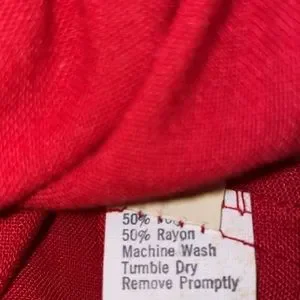 50%
50% Rayon
Machine Wash
Tumble Dry
Remove Promptly